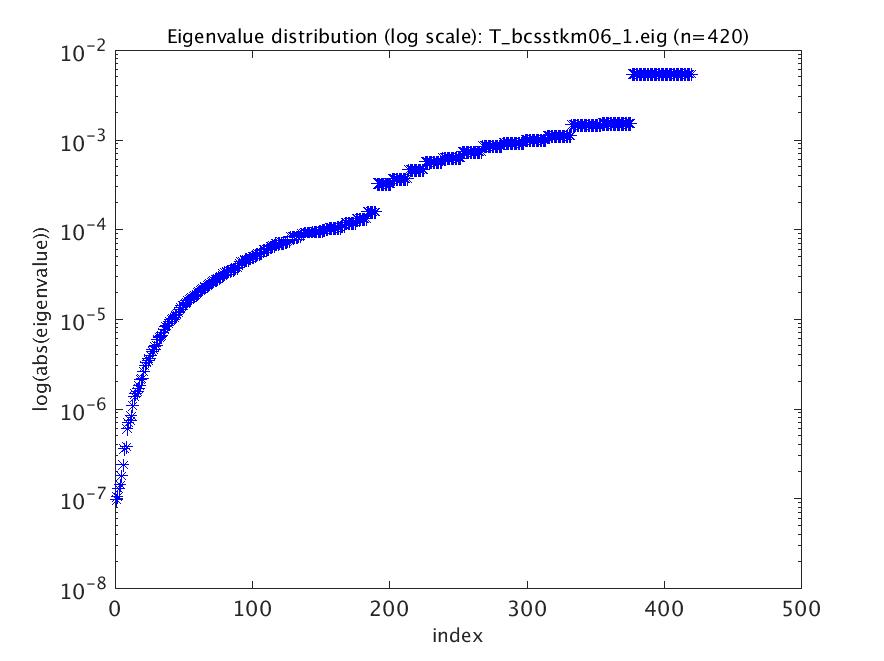 Eigenvalue distribution (log scale): T_bcsstkm06_1.eig (n=420)
10^-2
10^-3
10^-4
10^-5
10^-6
10^-7
10^-8
log(abs(eigenvalue))
0 100 200 300 400 500
index